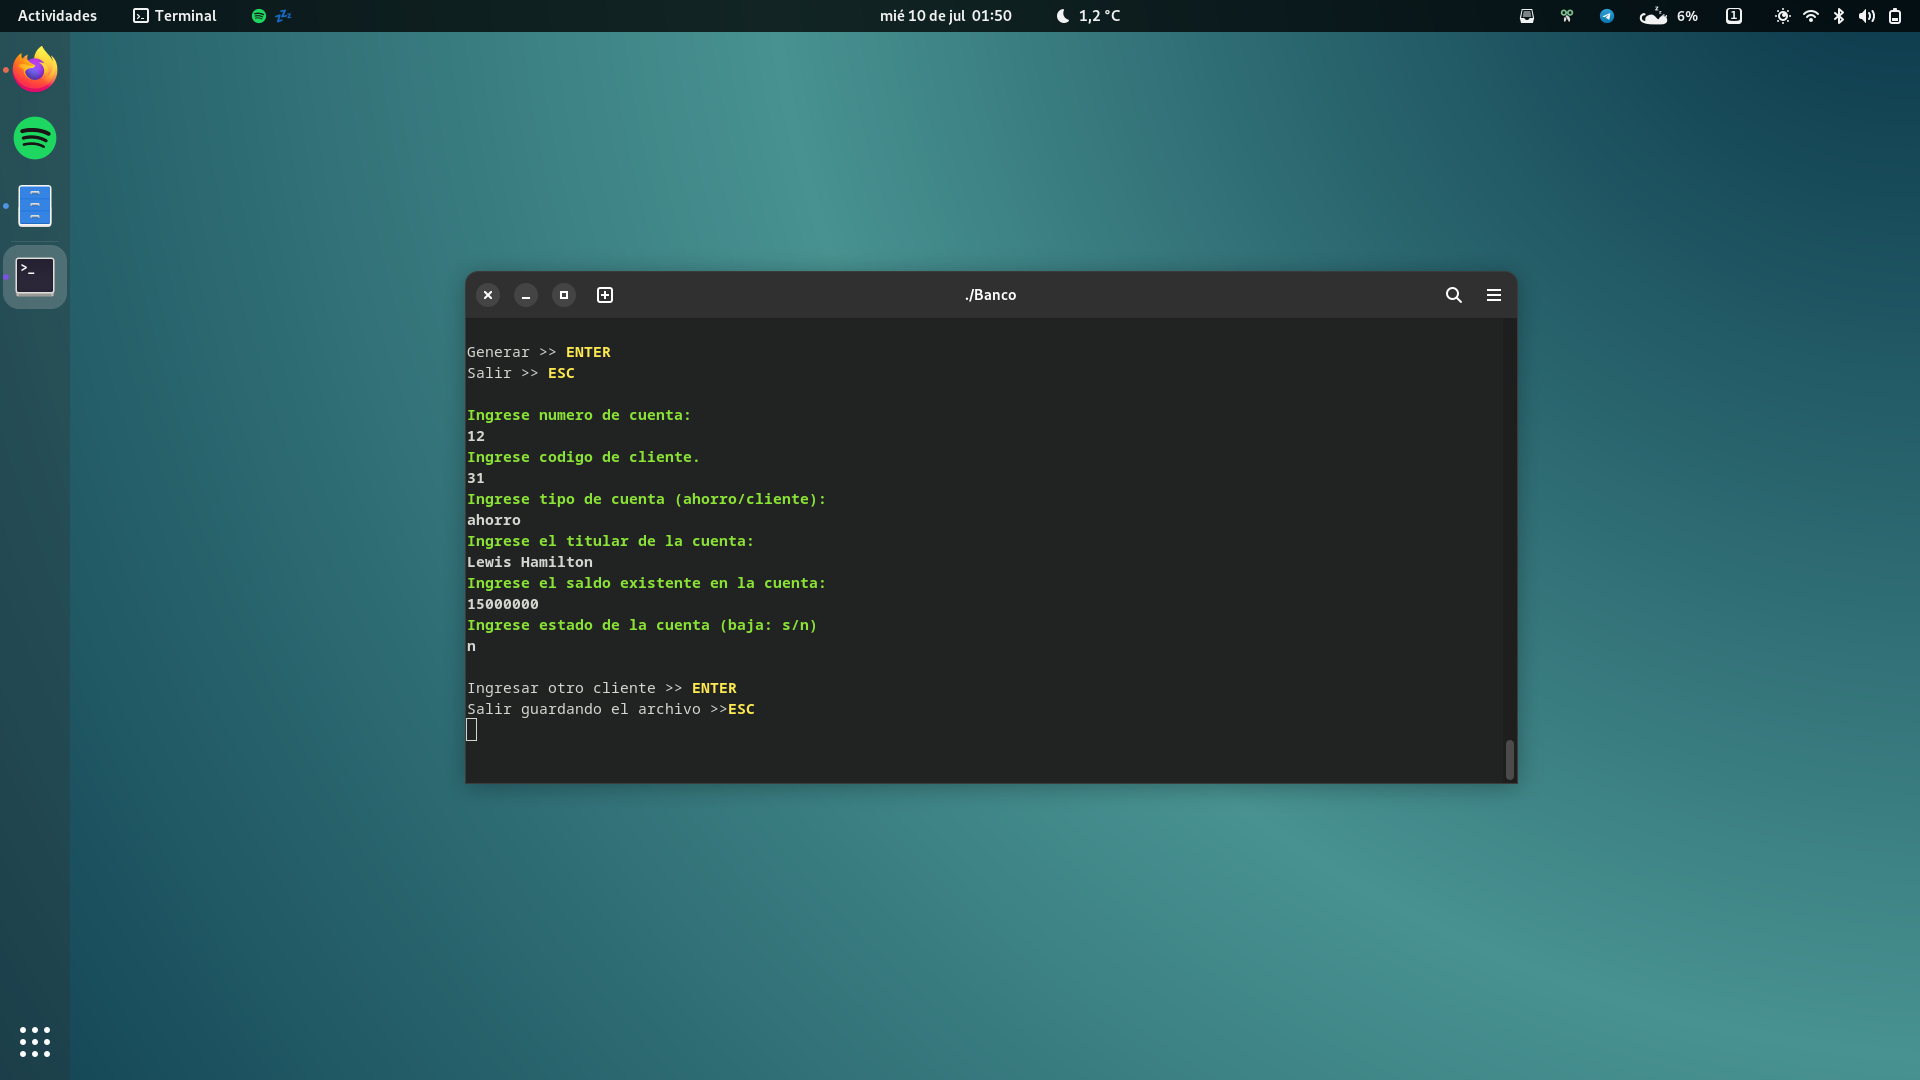 Actividades
Terminal
mié 10 de jul 01:50
1,2 °C
6%
1
./Banco
Generar >> ENTER
Salir >> ESC
Ingrese numero de cuenta:
12
Ingrese codigo de cliente.
31
Ingrese tipo de cuenta (ahorro/cliente):
ahorro
Ingrese el titular de la cuenta:
Lewis Hamilton
Ingrese el saldo existente en la cuenta:
15000000
Ingrese estado de la cuenta (baja: s/n)
n
Ingresar otro cliente >> ENTER
Salir guardando el archivo >>ESC